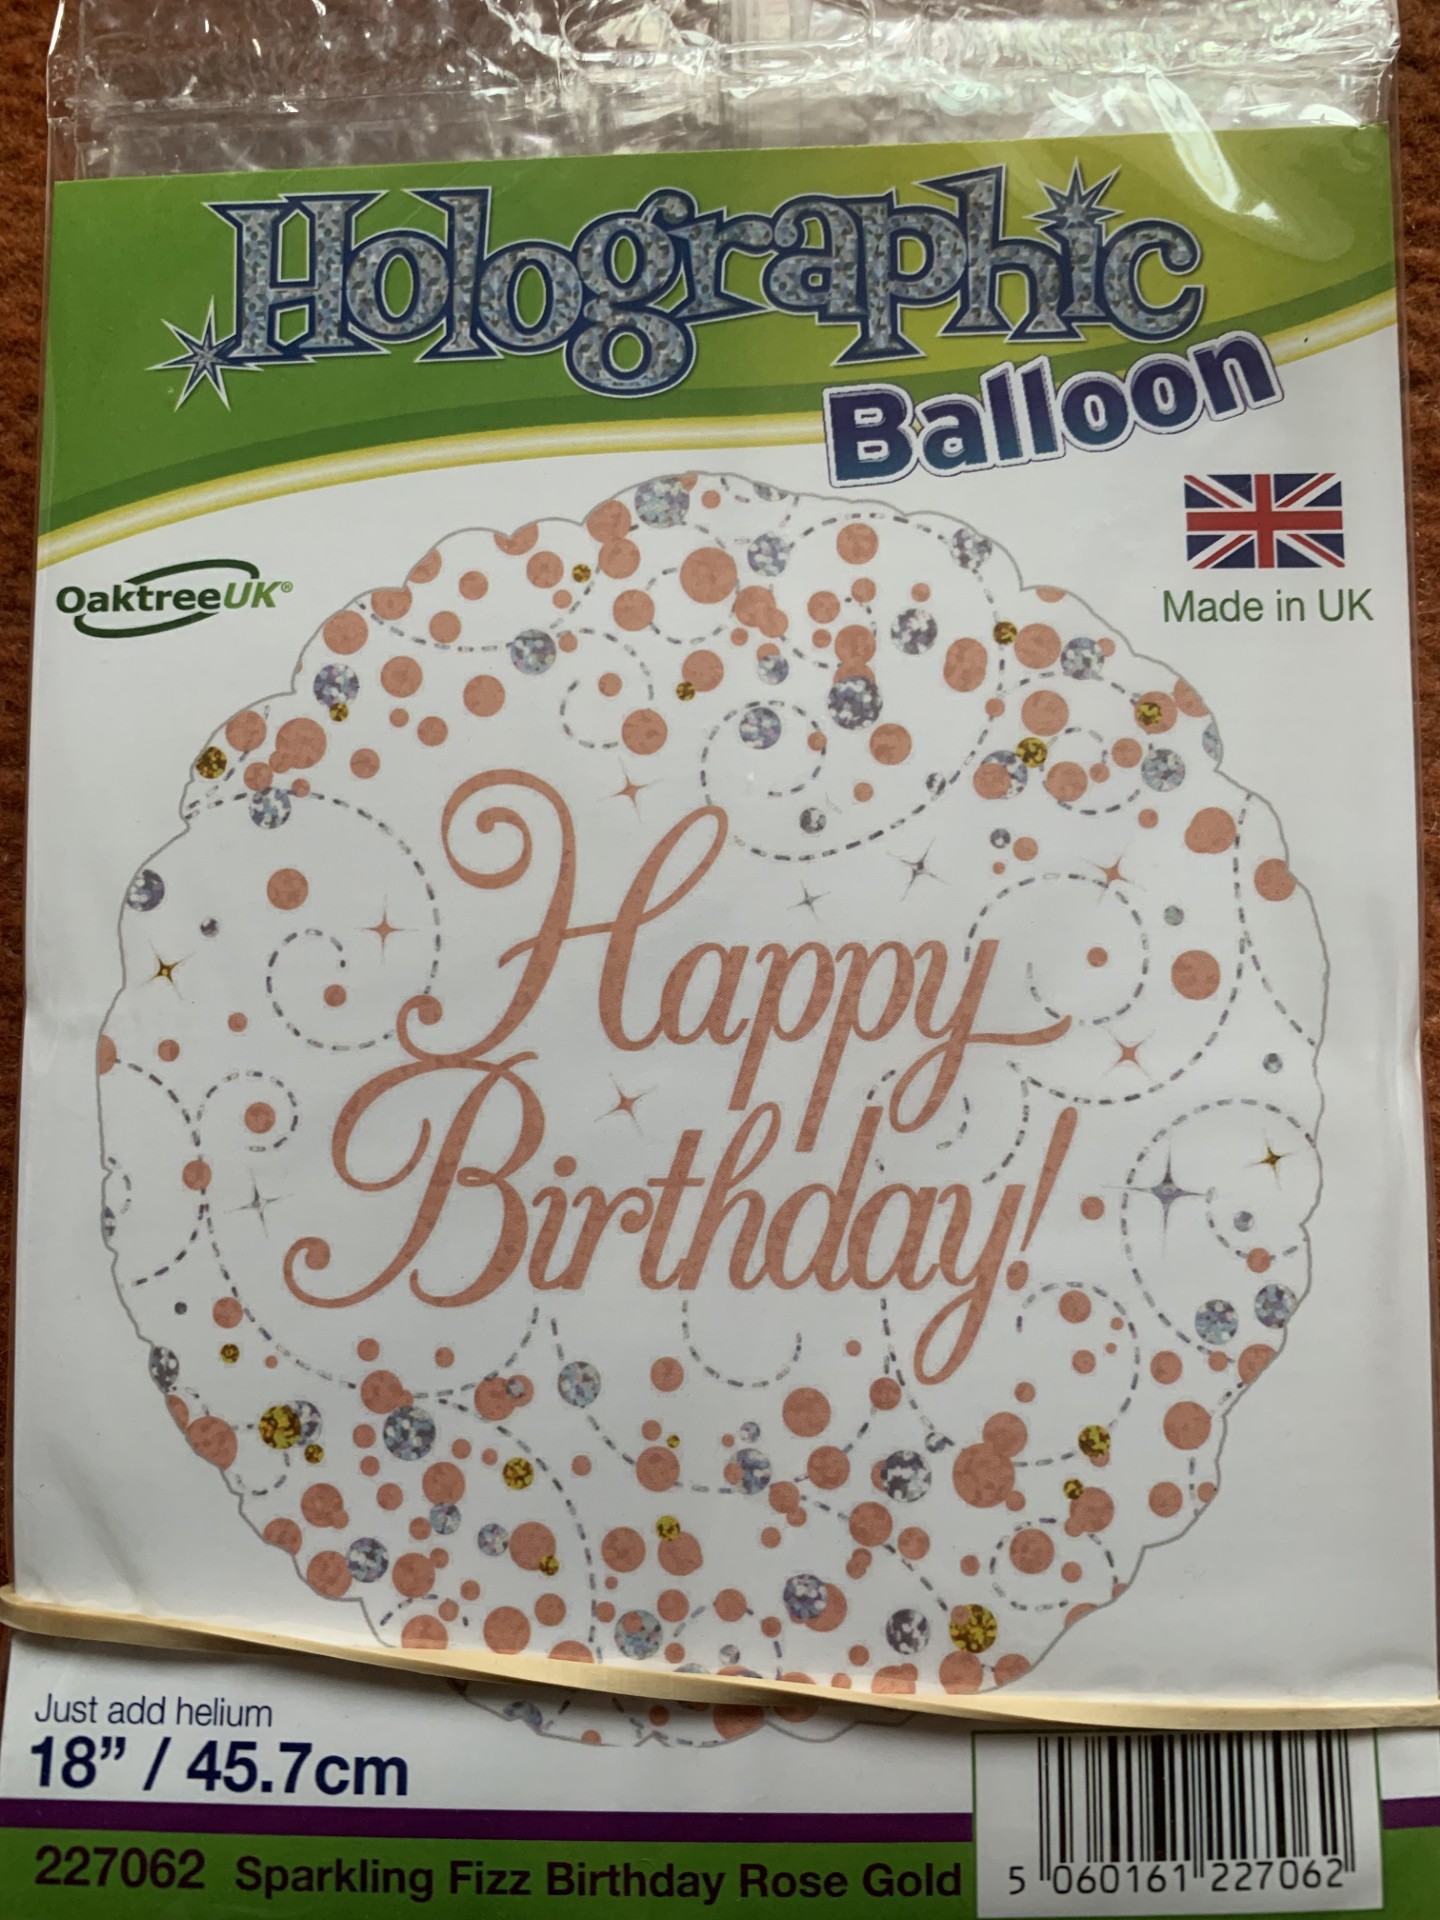 Holographic
Balloon
OaktreeUK®
Made in UK
Happy
Birthday!
Just add helium
18” / 45.7cm
227062 Sparkling Fizz Birthday Rose Gold
5 060161 227062